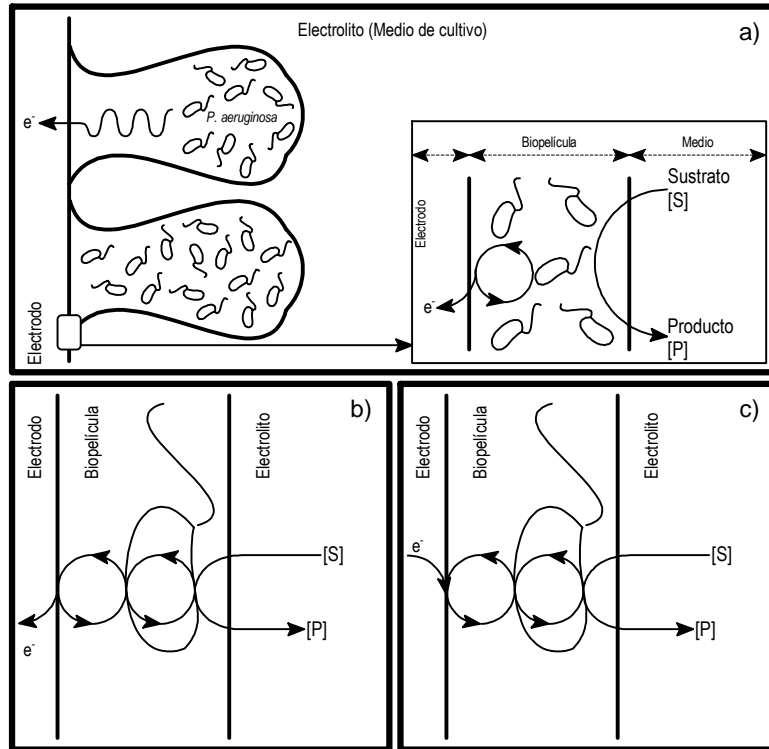 Electrolito (Medio de cultivo)
a)
P. aeruginosa
e-
Electrodo
Biopelícula
Medio
Electrodo
Sustrato
[S]
e-
Producto
[P]
b)
Electrodo
Biopelícula
Electrolito
[S]
[P]
e-
c)
Electrodo
Biopelícula
Electrolito
e-
[S]
[P]